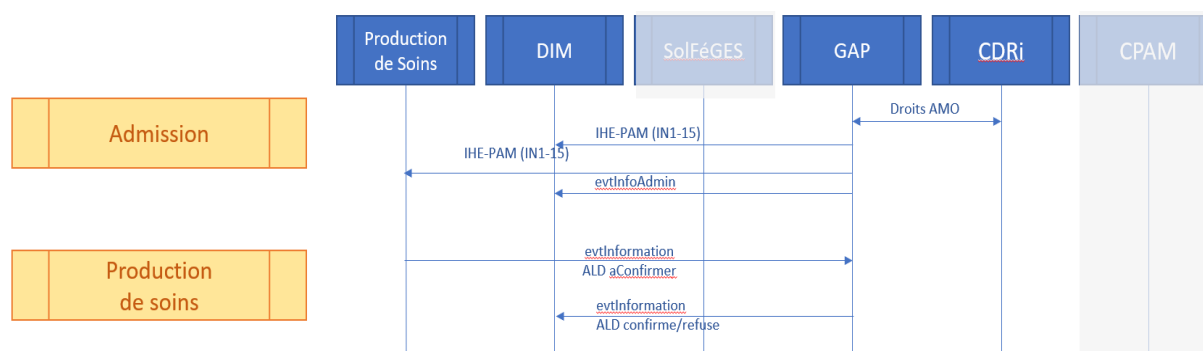 Production
de Soins
DIM
SolFéGES
GAP
CDRi
CPAM
Admission
Droits AMO
IHE-PAM (IN1-15)
IHE-PAM (IN1-15)
evtInfoAdmin
Production
de soins
evtInformation
ALD aConfirmer
evtInformation
ALD confirme/refuse